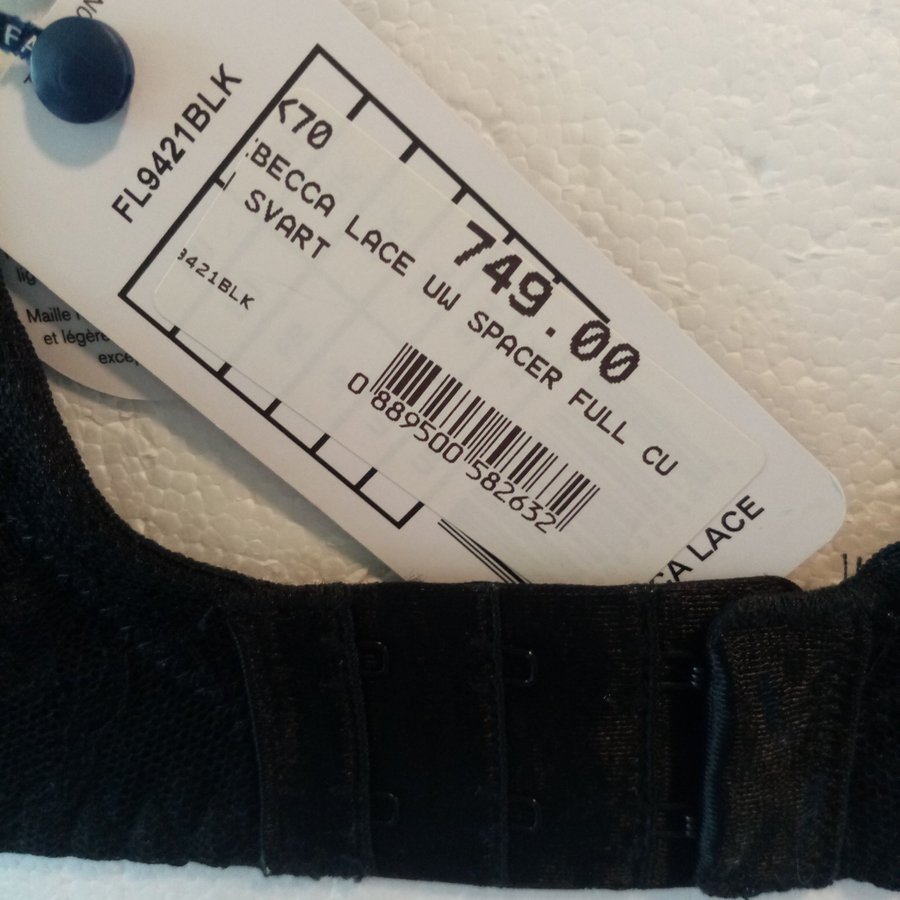 FL9421BLK
<70
BECCA LACE UW SPACER FULL CU
SVART
749.00
9421BLK
0 889500 582632
CA LACE
Maille
et légère